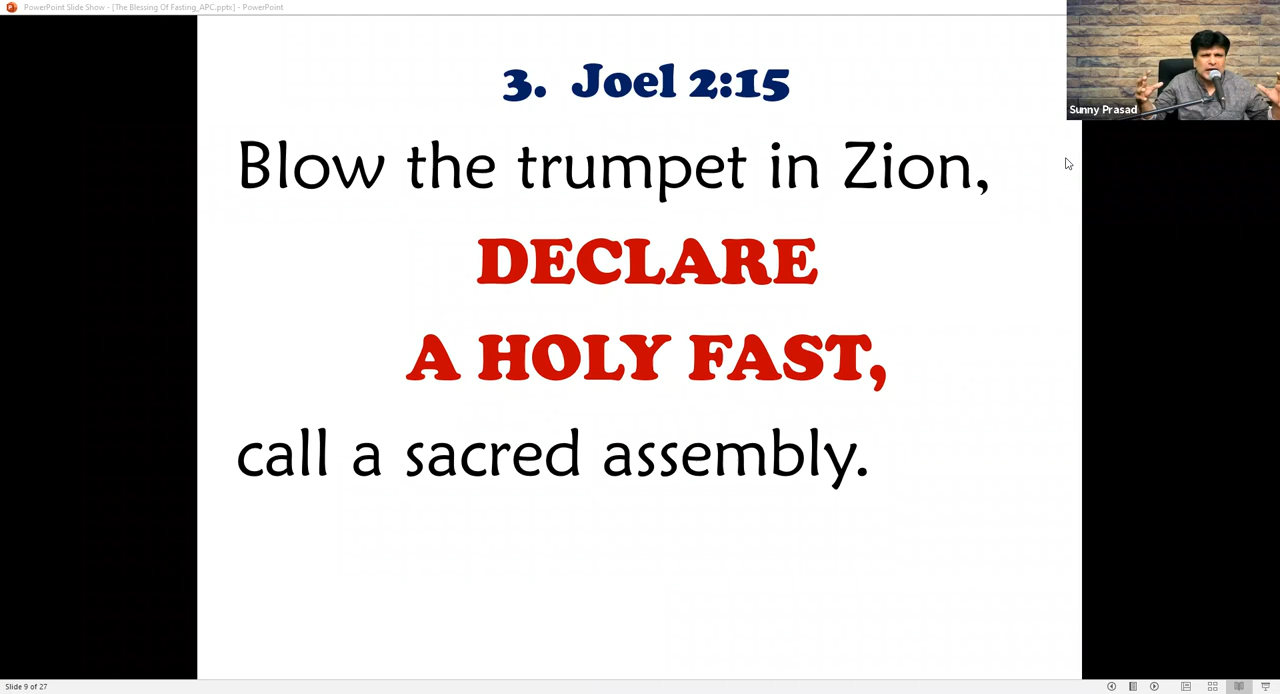 PowerPoint Slide Show - [The Blessing Of Fasting_APC.pptx] - PowerPoint
3. Joel 2:15
Sunny Prasad
Blow the trumpet in Zion,
DECLARE
A HOLY FAST,
call a sacred assembly.
Slide 9 of 27